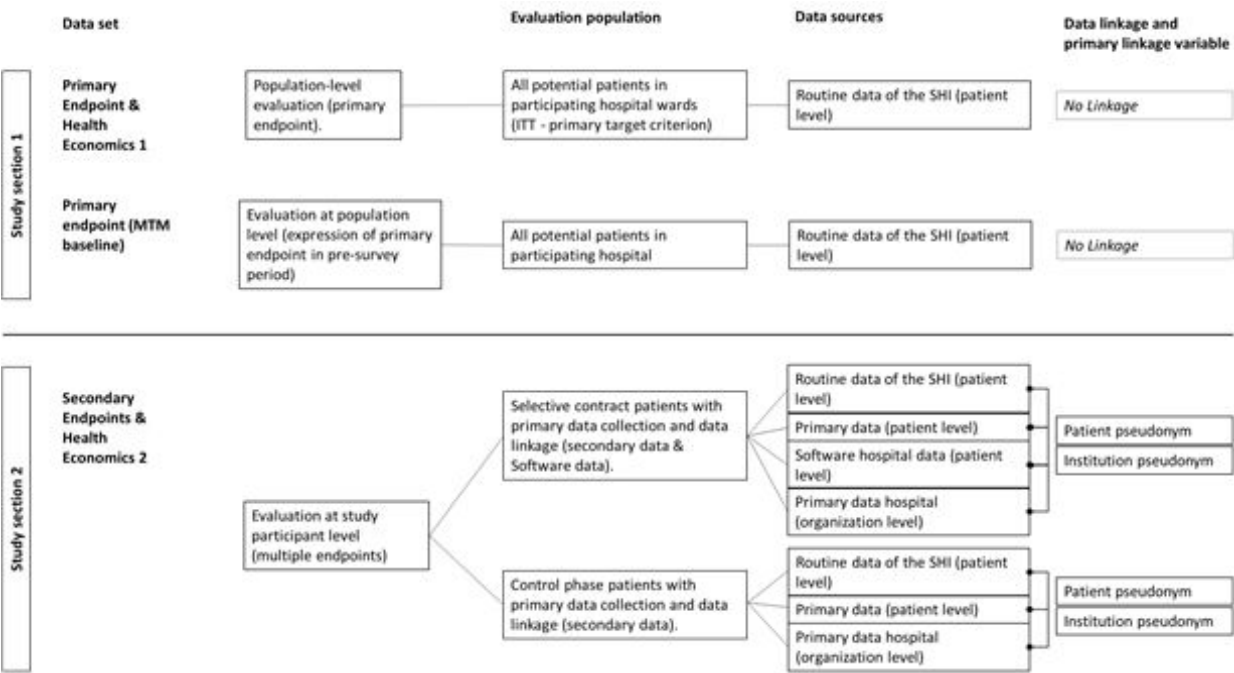 Data set
Evaluation population
Data sources
Data linkage and
primary linkage variable
Study section 1
Primary
Endpoint &
Health
Economics 1
Population-level
evaluation (primary
endpoint).
All potential patients in
participating hospital wards
(ITT - primary target criterion)
Routine data of the SHI (patient
level)
No Linkage
Primary
endpoint (MTM
baseline)
Evaluation at population
level (expression of primary
endpoint in pre-survey
period)
All potential patients in
participating hospital
Routine data of the SHI (patient
level)
No Linkage
Study section 2
Secondary
Endpoints &
Health
Economics 2
Evaluation at study
participant level
(multiple endpoints)
Selective contract patients with
primary data collection and data
linkage (secondary data &
Software data).
Routine data of the SHI (patient
level)
Primary data (patient level)
Software hospital data (patient
level)
Primary data hospital
(organization level)
Patient pseudonym
Institution pseudonym
Control phase patients with
primary data collection and data
linkage (secondary data).
Routine data of the SHI (patient
level)
Primary data (patient level)
Primary data hospital
(organization level)
Patient pseudonym
Institution pseudonym